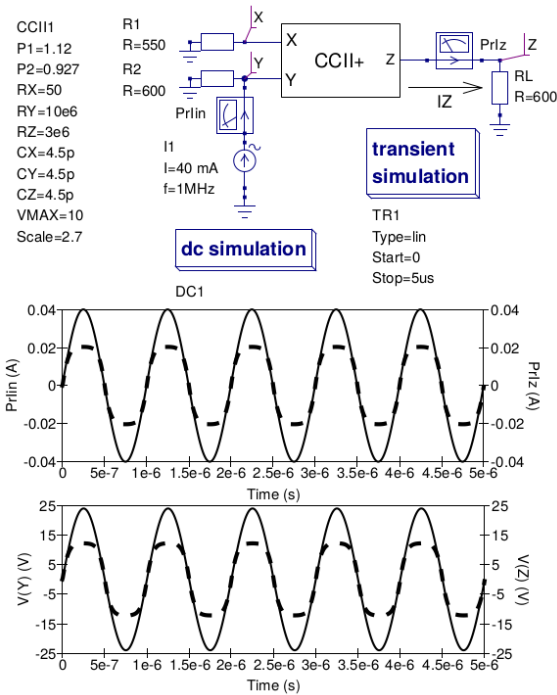 CCII1
P1=1.12
P2=0.927
RX=50
RY=10e6
RZ=3e6
CX=4.5p
CY=4.5p
CZ=4.5p
VMAX=10
Scale=2.7
R1
R=550
R2
R=600
X
Y
X
Y
CCII+
Z
PrIz
Z
RL
R=600
IZ
PrIin
I1
I=40 mA
f=1MHz
dc simulation
DC1
transient
simulation
TR1
Type=lin
Start=0
Stop=5us
0.04
0.02
0
-0.02
-0.04
PrIin (A)
0.04
0.02
0
-0.02
-0.04
PrIz (A)
0 5e-7 1e-6 1.5e-6 2e-6 2.5e-6 3e-6 3.5e-6 4e-6 4.5e-6 5e-6
Time (s)
25
15
5
-5
-15
-25
V(Y) (V)
25
15
5
-5
-15
-25
V(Z) (V)
0 5e-7 1e-6 1.5e-6 2e-6 2.5e-6 3e-6 3.5e-6 4e-6 4.5e-6 5e-6
Time (s)